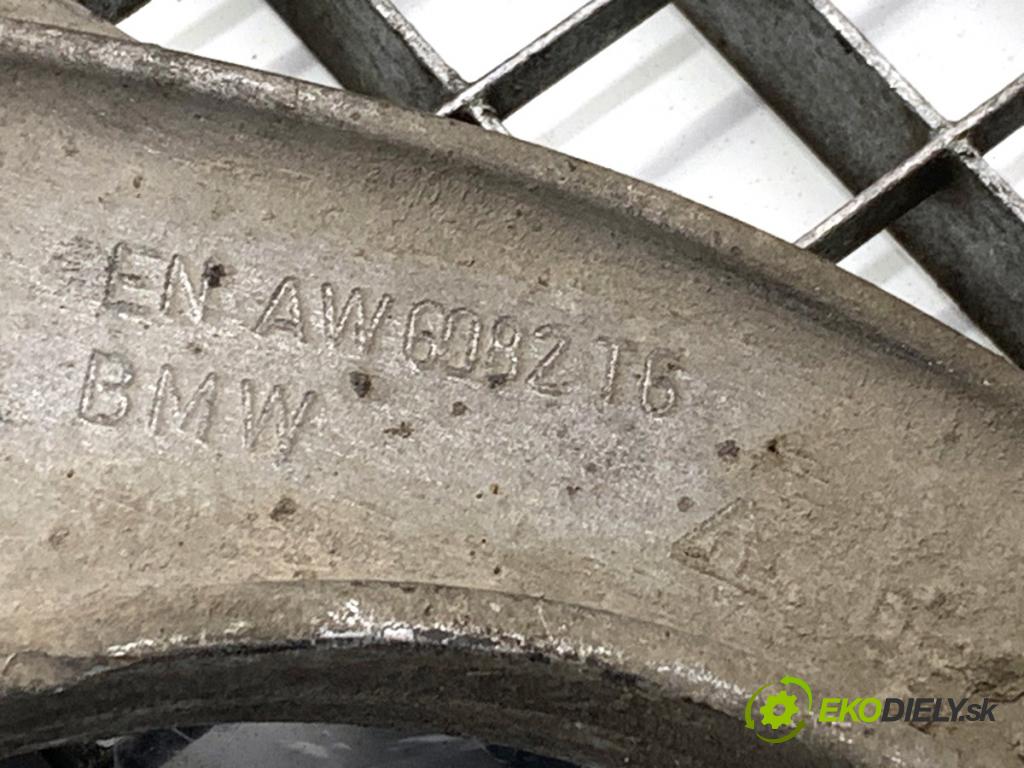 EN AW 6082 T6
BMW
EKODIELY.sk